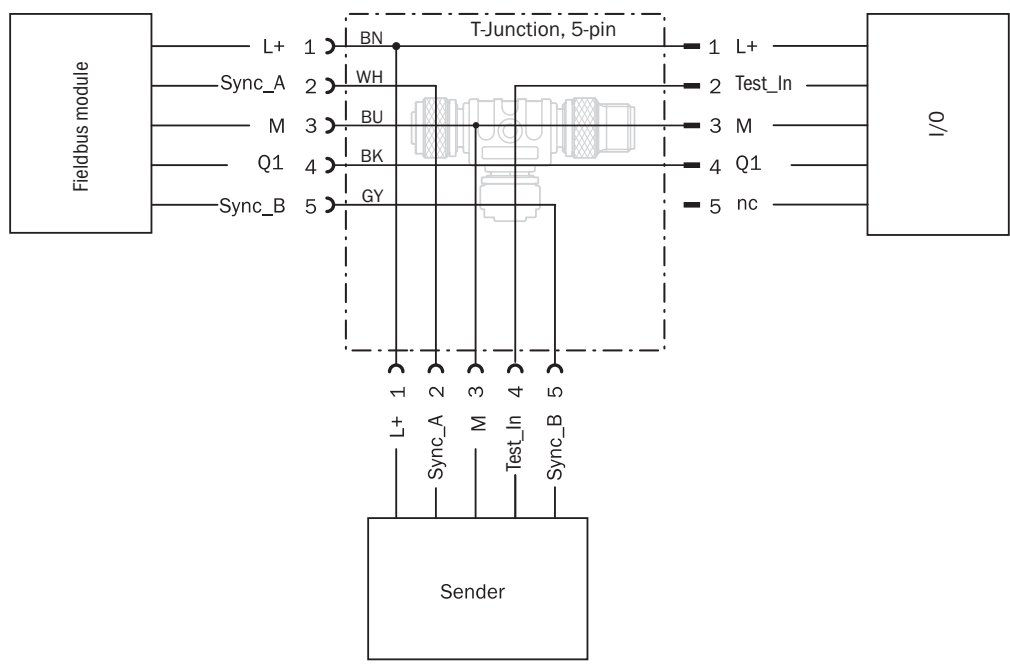 T-Junction, 5-pin
L+ 1 BN 1 L+
Sync_A 2 WH 2 Test_In
M 3 BU 3 M
Q1 4 BK 4 Q1
Sync_B 5 GY 5 nc
Fieldbus module
I/O
1 2 3 4 5
L+ Sync_A M Test_In Sync_B
Sender